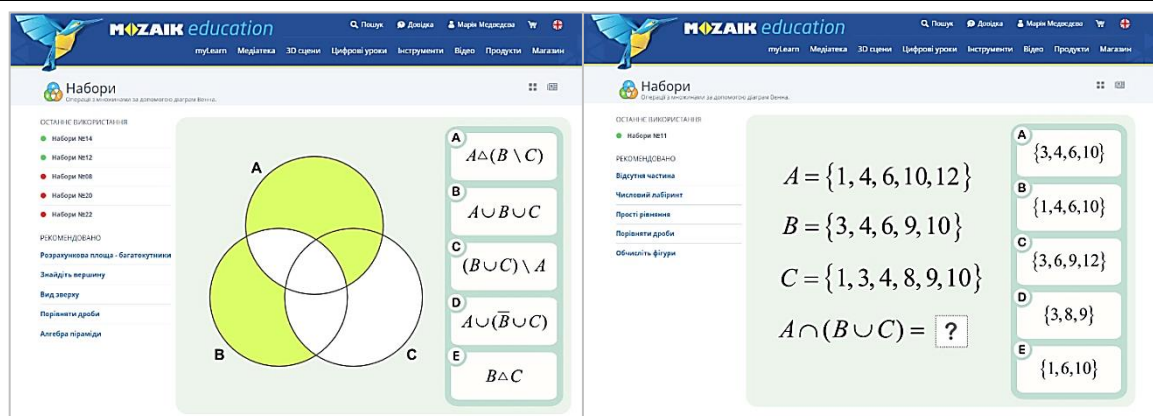 MOZAIK education
Пошук Довідка Марія Медведєва
myLearn Медіатека 3D сцени Цифрові уроки Інструменти Відео Продукти Магазин
Набори
Операції з множинами за допомогою діаграм Венна.
ОСТАННЄ ВИКОРИСТАННЯ
Набори №14
Набори №12
Набори №08
Набори №20
Набори №22
РЕКОМЕНДОВАНО
Розрахункова площа - багатокутники
Знайдіть вершину
Вид зверху
Порівняти дроби
Алгебра піраміди
A
B
C
A
A△(B \ C)
B
A∪B∪C
C
(B∪C) \ A
D
A∪(B̅∪C)
E
B△C
MOZAIK education
Пошук Довідка Марія Медведєва
myLearn Медіатека 3D сцени Цифрові уроки Інструменти Відео Продукти Магазин
Набори
Операції з множинами за допомогою діаграм Венна.
ОСТАННЄ ВИКОРИСТАННЯ
Набори №11
РЕКОМЕНДОВАНО
Відсутня частина
Числовий лабіринт
Прості рівняння
Порівняти дроби
Обчисліть фігури
A = {1, 4, 6, 10, 12}
B = {3, 4, 6, 9, 10}
C = {1, 3, 4, 8, 9, 10}
A∩(B∪C) = ?
A
{3,4,6,10}
B
{1,4,6,10}
C
{3,6,9,12}
D
{3,8,9}
E
{1,6,10}